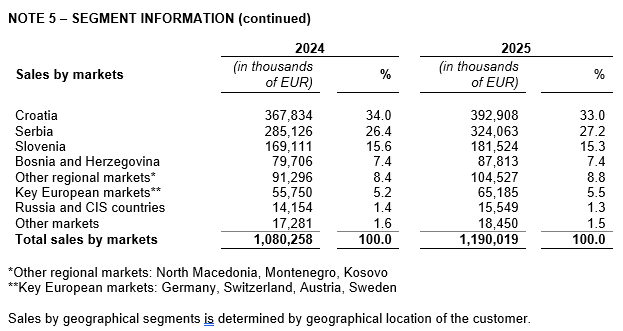 NOTE 5 – SEGMENT INFORMATION (continued)
2024 2025
Sales by markets (in thousands of EUR) % (in thousands of EUR) %
Croatia 367,834 34.0 392,908 33.0
Serbia 285,126 26.4 324,063 27.2
Slovenia 169,111 15.6 181,524 15.3
Bosnia and Herzegovina 79,706 7.4 87,813 7.4
Other regional markets* 91,296 8.4 104,527 8.8
Key European markets** 55,750 5.2 65,185 5.5
Russia and CIS countries 14,154 1.4 15,549 1.3
Other markets 17,281 1.6 18,450 1.5
Total sales by markets 1,080,258 100.0 1,190,019 100.0
*Other regional markets: North Macedonia, Montenegro, Kosovo
**Key European markets: Germany, Switzerland, Austria, Sweden
Sales by geographical segments is determined by geographical location of the customer.